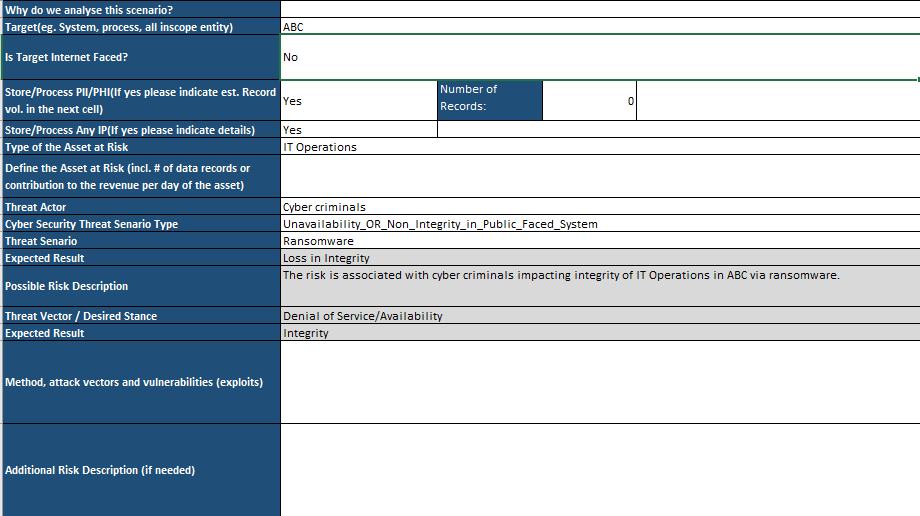 Why do we analyse this scenario?
Target(eg. System, process, all inscope entity) ABC
Is Target Internet Faced? No
Store/Process PII/PHI(If yes please indicate est. Record
vol. in the next cell)
Yes
Number of
Records:
0
Store/Process Any IP(If yes please indicate details) Yes
Type of the Asset at Risk IT Operations
Define the Asset at Risk (incl. # of data records or
contribution to the revenue per day of the asset)
Threat Actor Cyber criminals
Cyber Security Threat Senario Type Unavailability_OR_Non_Integrity_in_Public_Faced_System
Threat Senario Ransomware
Expected Result Loss in Integrity
Possible Risk Description The risk is associated with cyber criminals impacting integrity of IT Operations in ABC via ransomware.
Threat Vector / Desired Stance Denial of Service/Availability
Expected Result Integrity
Method, attack vectors and vulnerabilities (exploits)
Additional Risk Description (if needed)